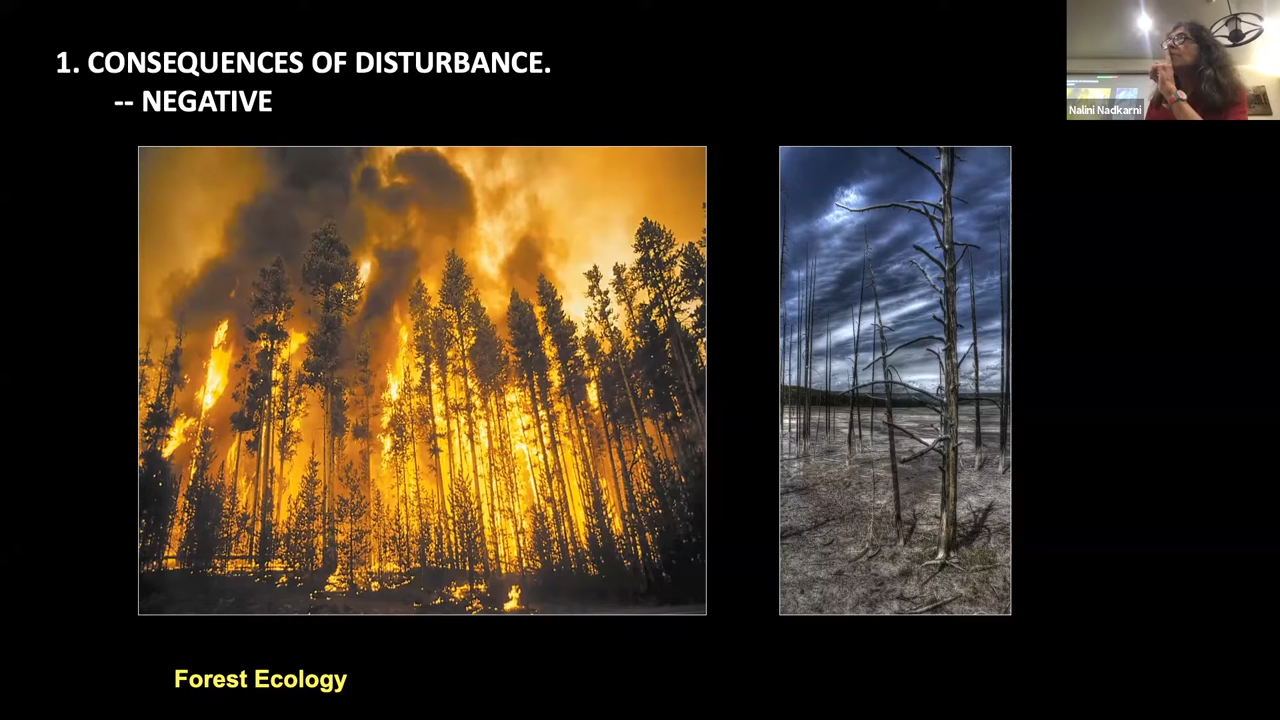 1. CONSEQUENCES OF DISTURBANCE.
-- NEGATIVE
Nalini Nadkarni
Forest Ecology